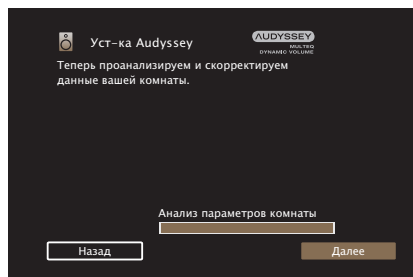 Уст-ка Audyssey
AUDYSSEY
MULTEQ
DYNAMIC VOLUME
Теперь проанализируем и скорректируем
данные вашей комнаты.
Анализ параметров комнаты
Назад
Далее